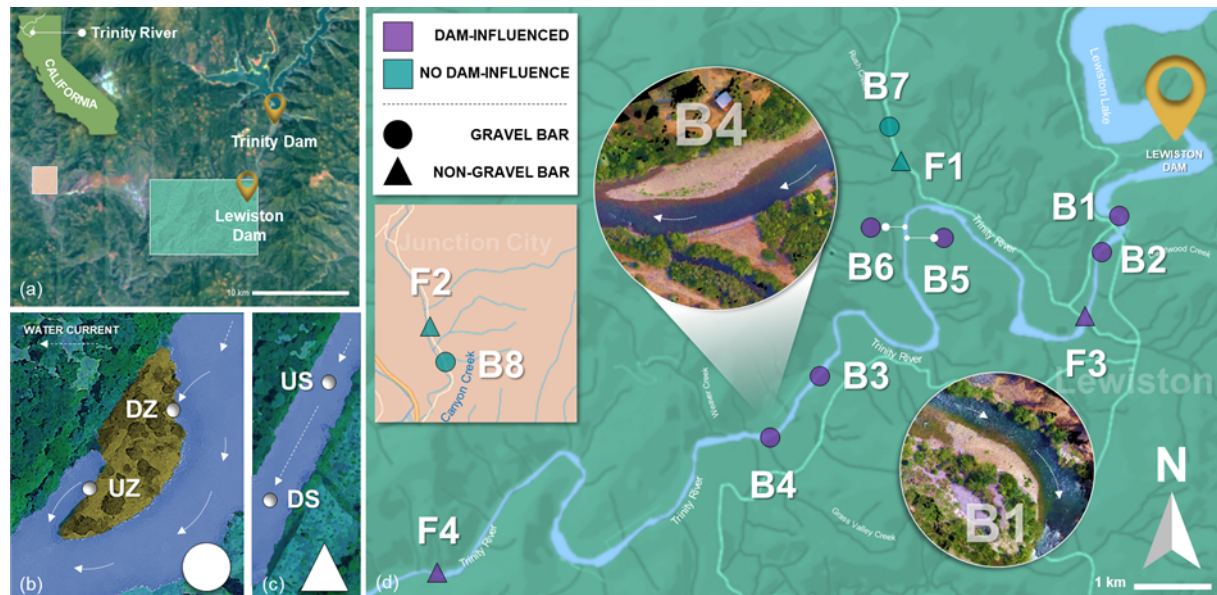 Trinity River
CALIFORNIA
Trinity Dam
Lewiston
Dam
10 km
(a)
WATER CURRENT
DZ
UZ
(b)
US
DS
(c)
DAM-INFLUENCED
NO DAM-INFLUENCE
GRAVEL BAR
NON-GRAVEL BAR
Junction City
F2
B8
Canyon Creek
B4
Rush Creek
B7
F1
Lewiston Lake
LEWISTON
DAM
B1
B2
Trinity River
B6
B5
F3
Trinity River
B3
Lewiston
Weaver Creek
B4
B1
N
Trinity River
Grass Valley Creek
F4
Trinity River
(d)
1 km